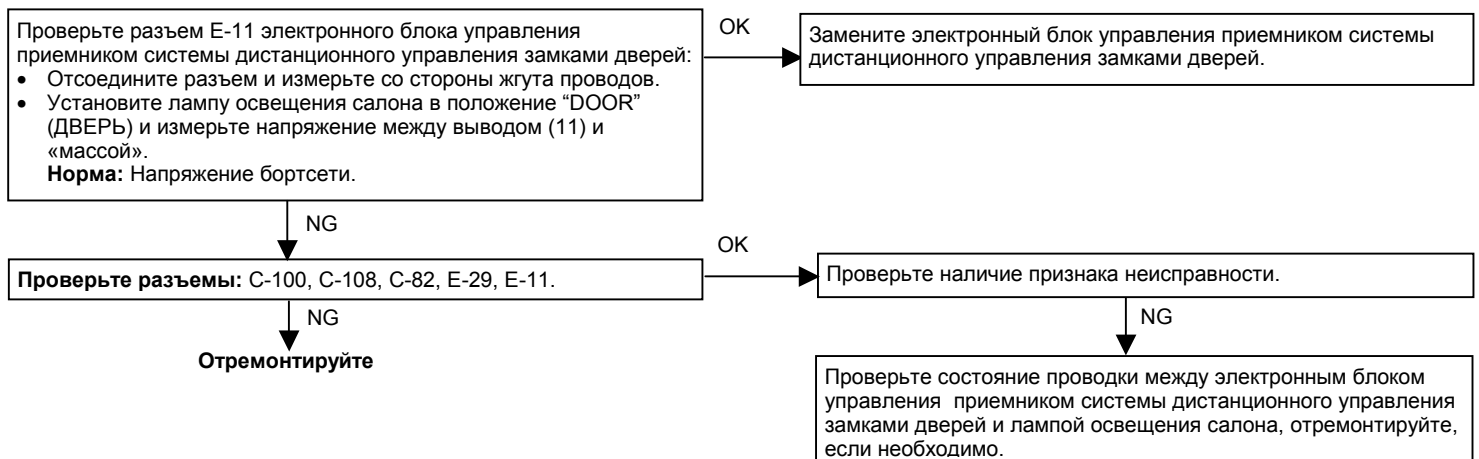 Проверьте разъем E-11 электронного блока управления
приемником системы дистанционного управления замками дверей:
• Отсоедините разъем и измерьте со стороны жгута проводов.
• Установите лампу освещения салона в положение “DOOR”
(ДВЕРЬ) и измерьте напряжение между выводом (11) и
«массой».
Норма: Напряжение бортсети.
OK
Замените электронный блок управления приемником системы
дистанционного управления замками дверей.
NG
Проверьте разъемы: C-100, C-108, C-82, E-29, E-11.
OK
Проверьте наличие признака неисправности.
NG
Отремонтируйте
NG
Проверьте состояние проводки между электронным блоком
управления приемником системы дистанционного управления
замками дверей и лампой освещения салона, отремонтируйте,
если необходимо.